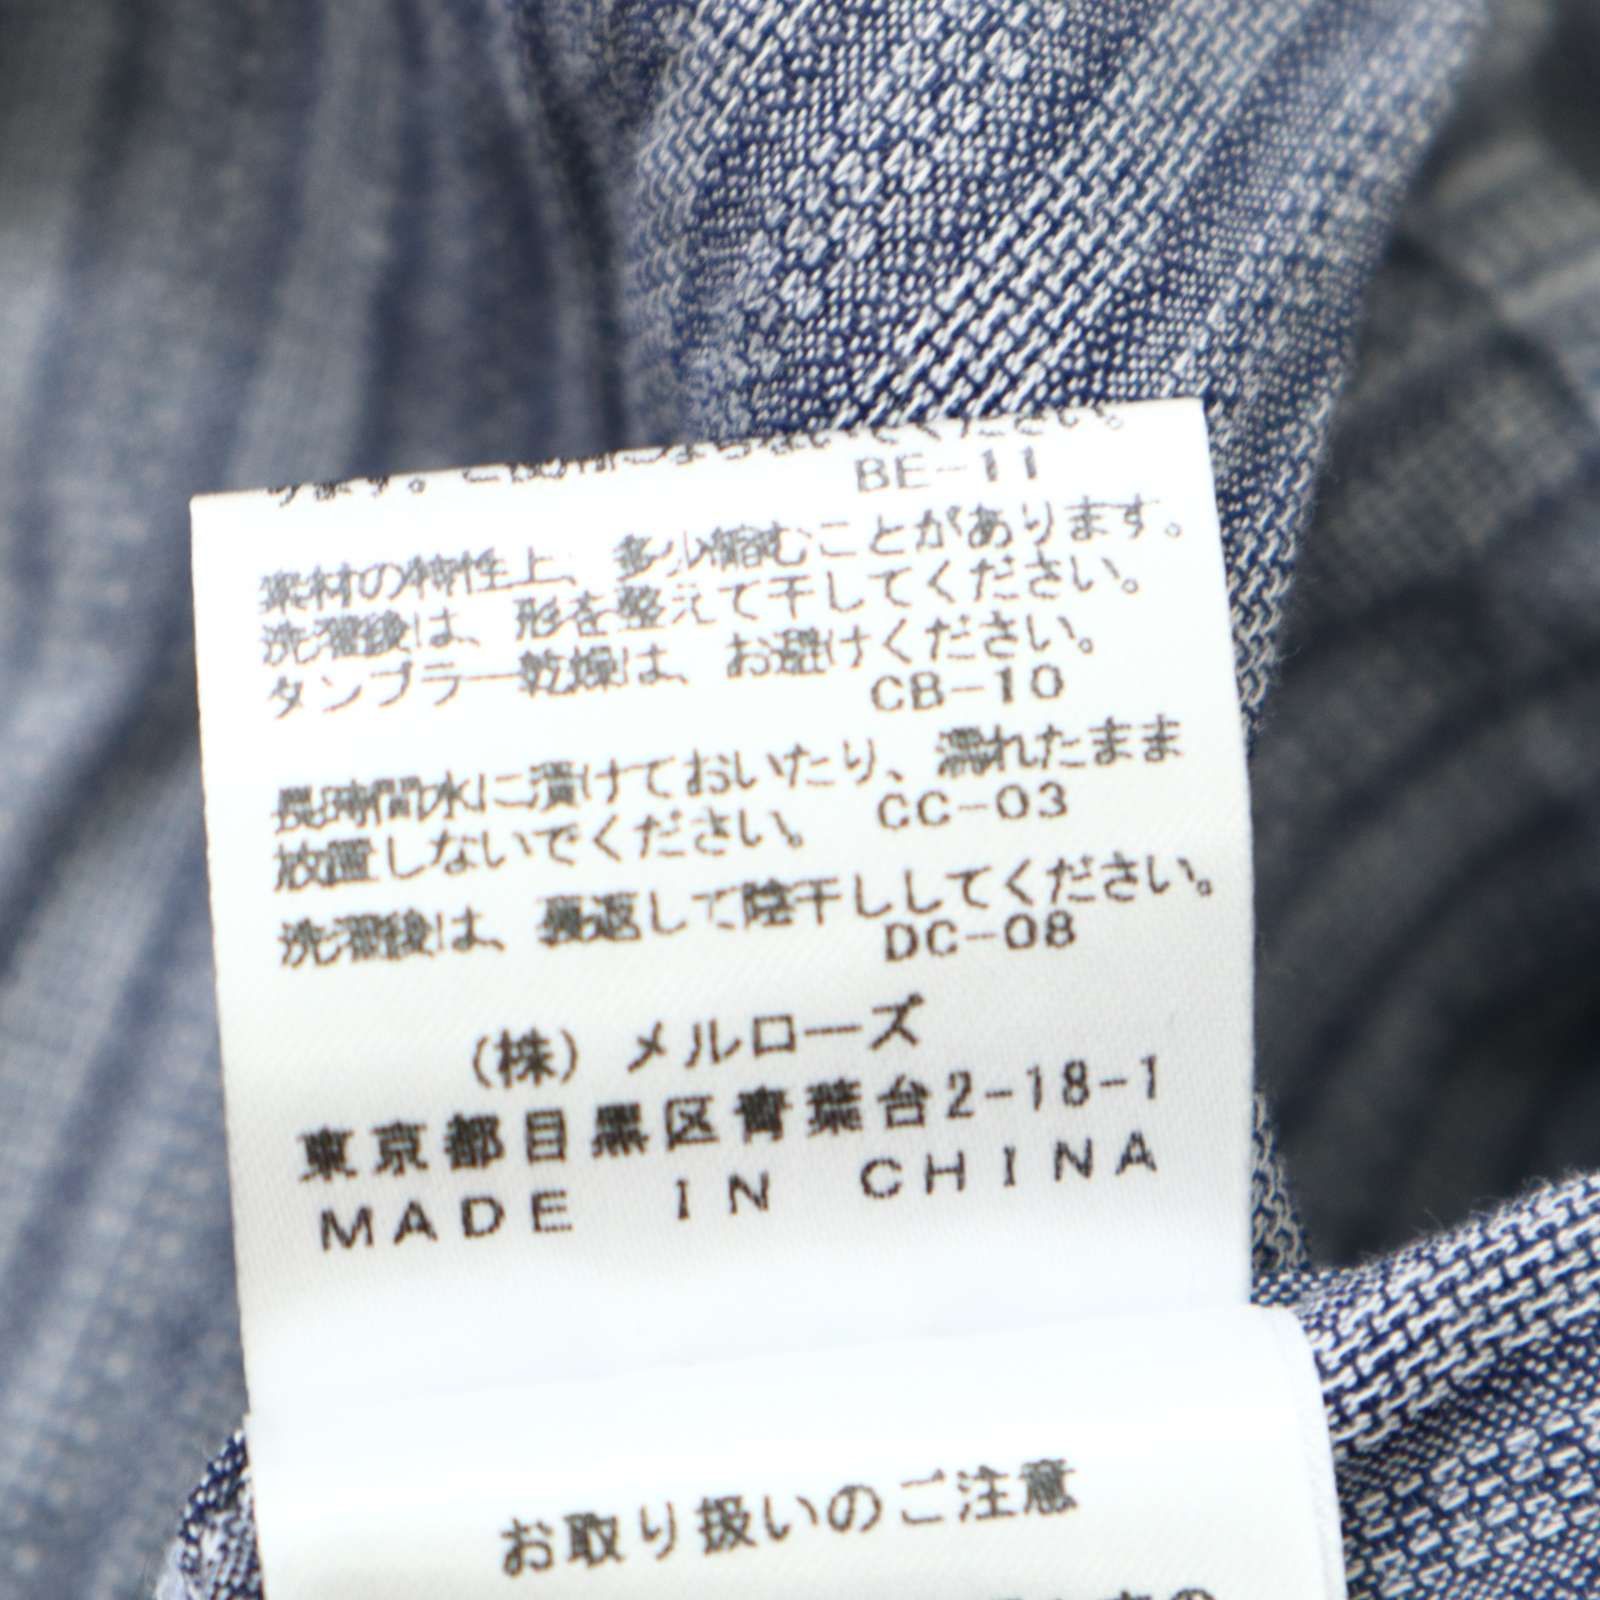 ください。
BE-11
素材の特性上、多少縮むことがあります。
洗濯後は、形を整えて干してください。
タンブラー乾燥は、お避けください。
CB-10
長時間水に漬けておいたり、濡れたまま
放置しないでください。 CC-03
洗濯後は、裏返して陰干ししてください。
DC-08
(株) メルローズ
東京都目黒区青葉台2-18-1
MADE IN CHINA
お取り扱いのご注意